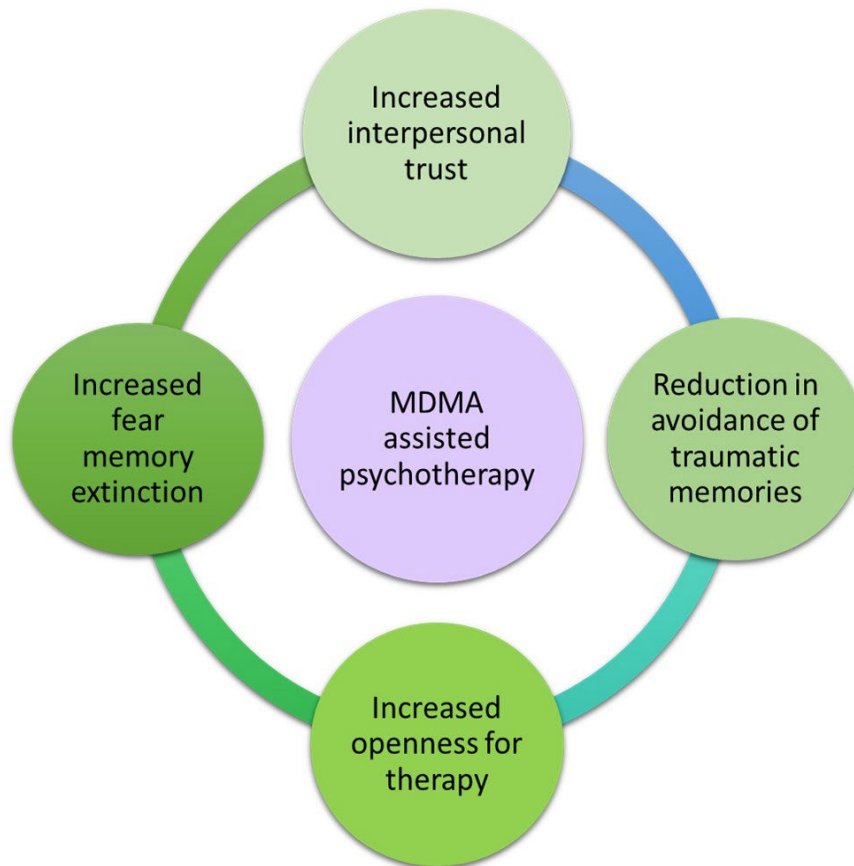 Increased
interpersonal
trust
Increased
fear
memory
extinction
MDMA
assisted
psychotherapy
Reduction in
avoidance of
traumatic
memories
Increased
openness for
therapy